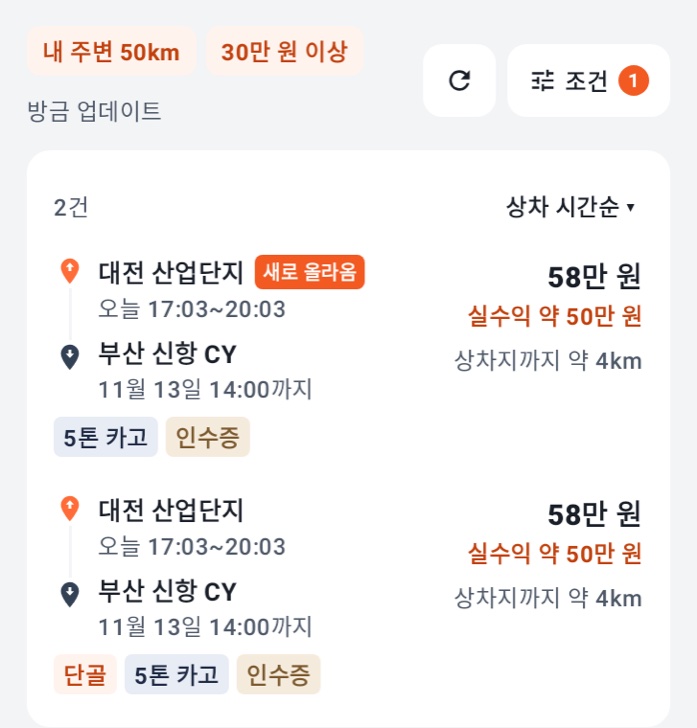 내 주변 50km 30만 원 이상
방금 업데이트
조건 1
2건 상차 시간순 ▼
대전 산업단지 새로 올라옴 58만 원
오늘 17:03~20:03 실수익 약 50만 원
부산 신항 CY 상차지까지 약 4km
11월 13일 14:00까지
5톤 카고 인수증
대전 산업단지 58만 원
오늘 17:03~20:03 실수익 약 50만 원
부산 신항 CY 상차지까지 약 4km
11월 13일 14:00까지
단골 5톤 카고 인수증